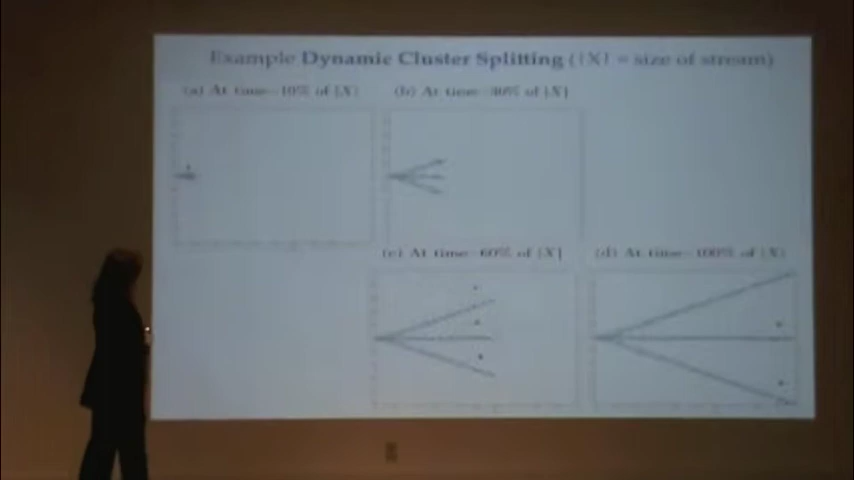 Example Dynamic Cluster Splitting (|X| = size of stream)
(a) At time=10% of |X|
(b) At time=30% of |X|
(c) At time=60% of |X|
(d) At time=100% of |X|